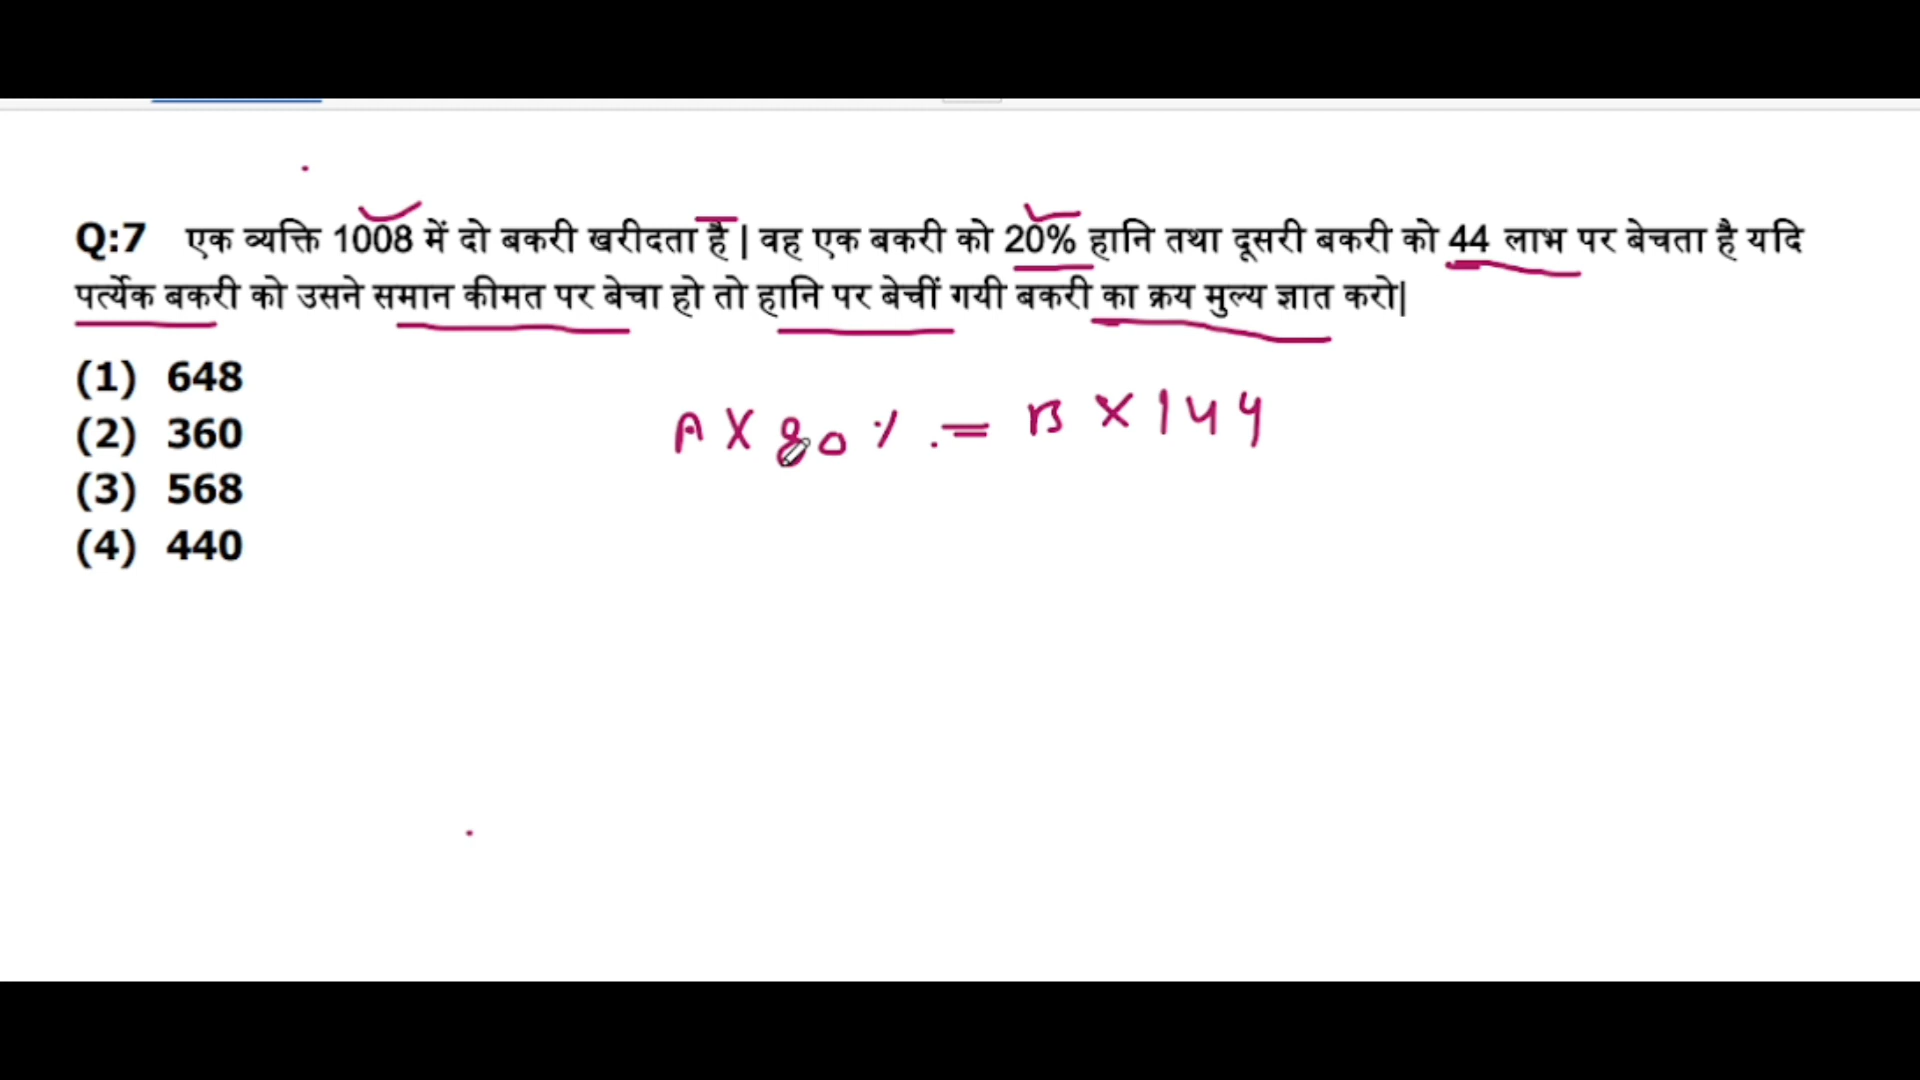 Q:7 एक व्यक्ति 1008 में दो बकरी खरीदता है | वह एक बकरी को 20% हानि तथा दूसरी बकरी को 44 लाभ पर बेचता है यदि
पर्त्येक बकरी को उसने समान कीमत पर बेचा हो तो हानि पर बेचीं गयी बकरी का क्रय मुल्य ज्ञात करो|
(1) 648
(2) 360
(3) 568
(4) 440
A X 80 % = B X 144